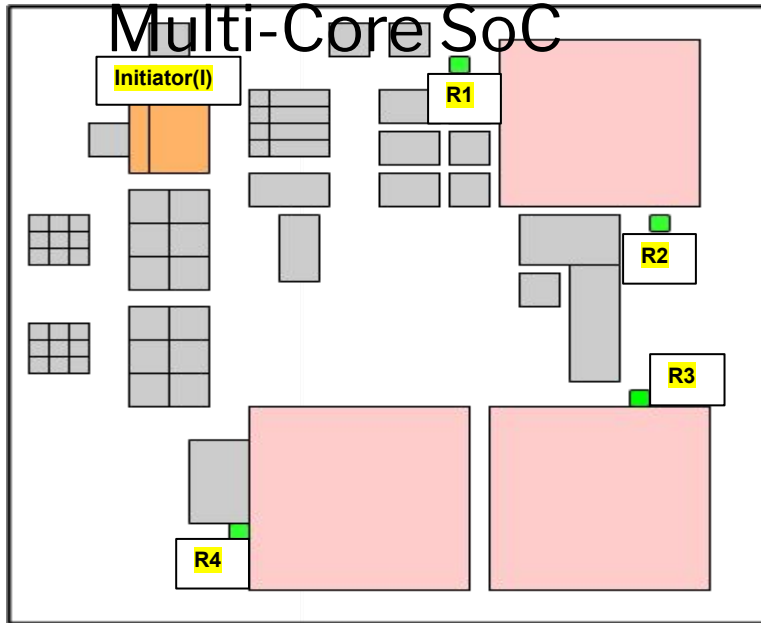 Multi-Core SoC
Initiator(I)
R1
R2
R3
R4